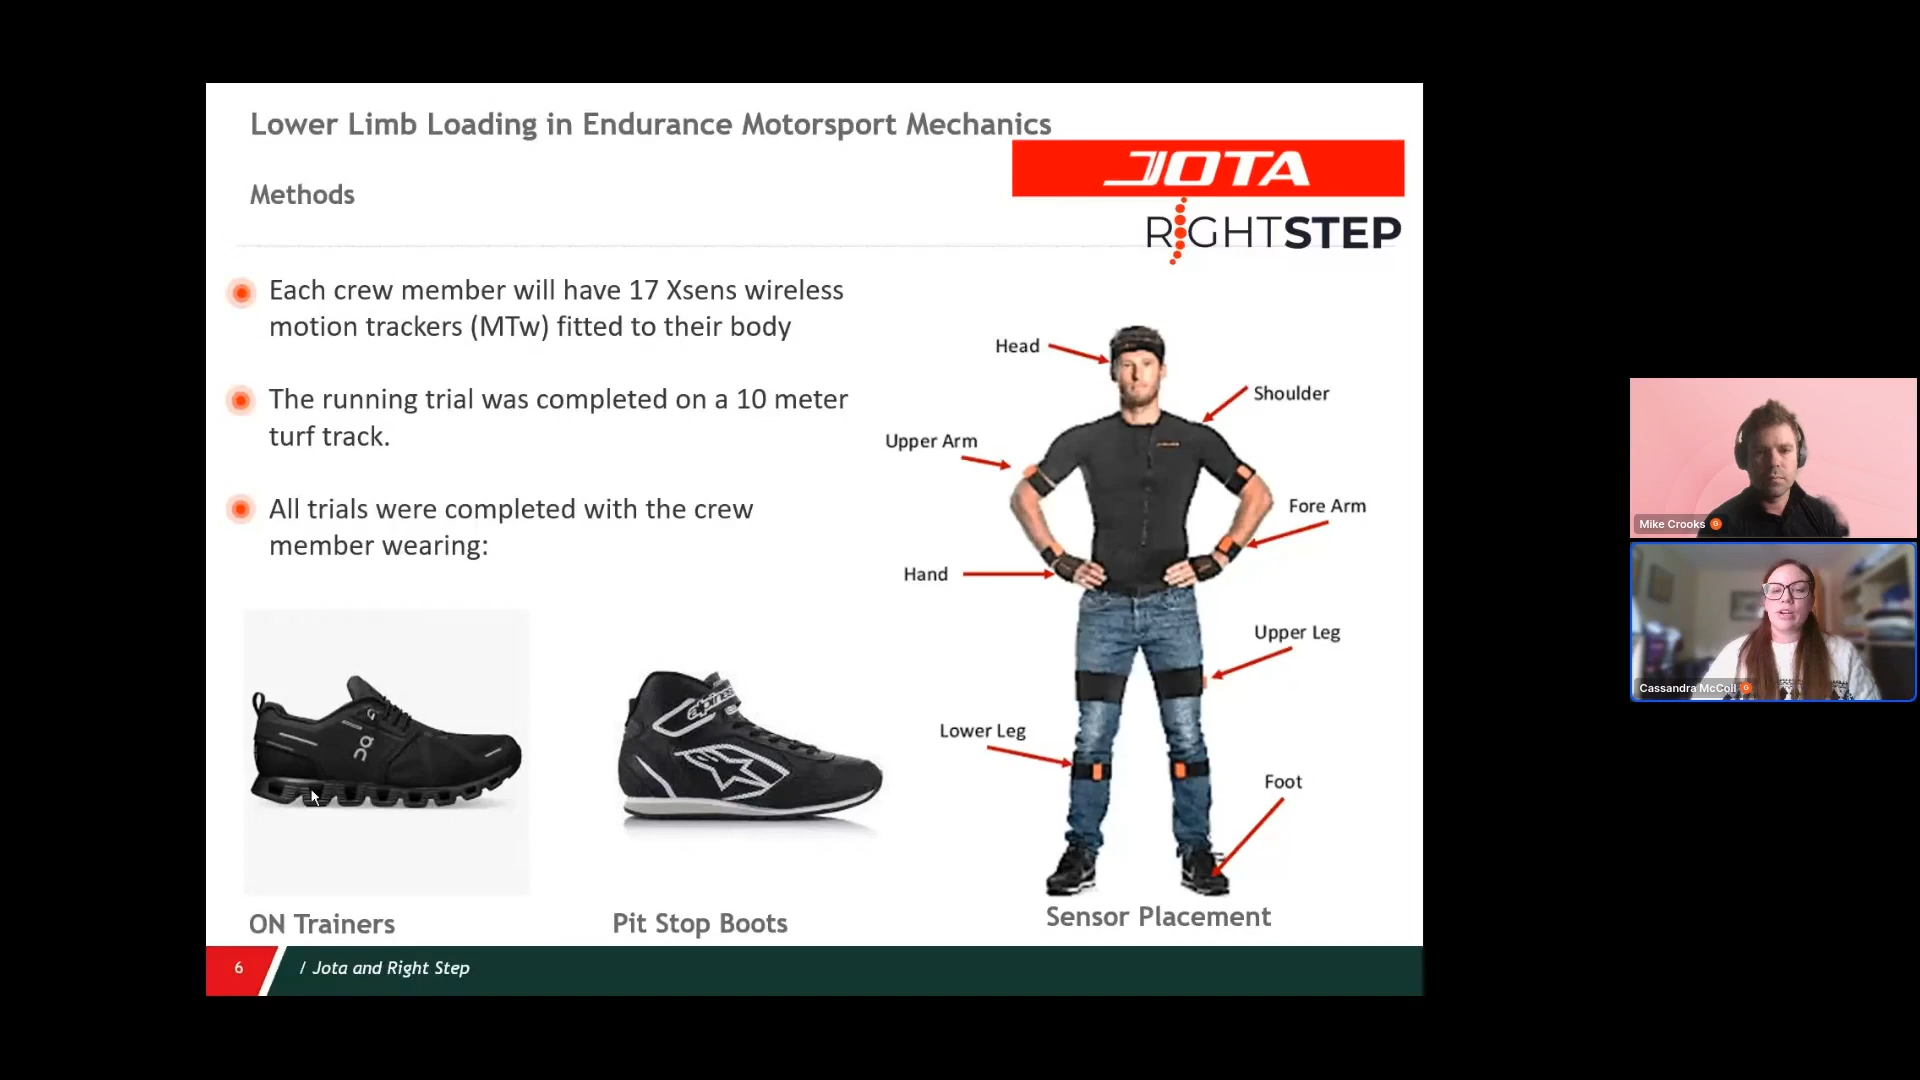 Lower Limb Loading in Endurance Motorsport Mechanics
JOTA
Methods
RIGHTSTEP
Each crew member will have 17 Xsens wireless
motion trackers (MTw) fitted to their body
The running trial was completed on a 10 meter
turf track.
All trials were completed with the crew
member wearing:
Head
Shoulder
Upper Arm
Fore Arm
Hand
Upper Leg
Lower Leg
Foot
ON Trainers
Pit Stop Boots
Sensor Placement
6
/ Jota and Right Step
Mike Crooks
Cassandra McColl